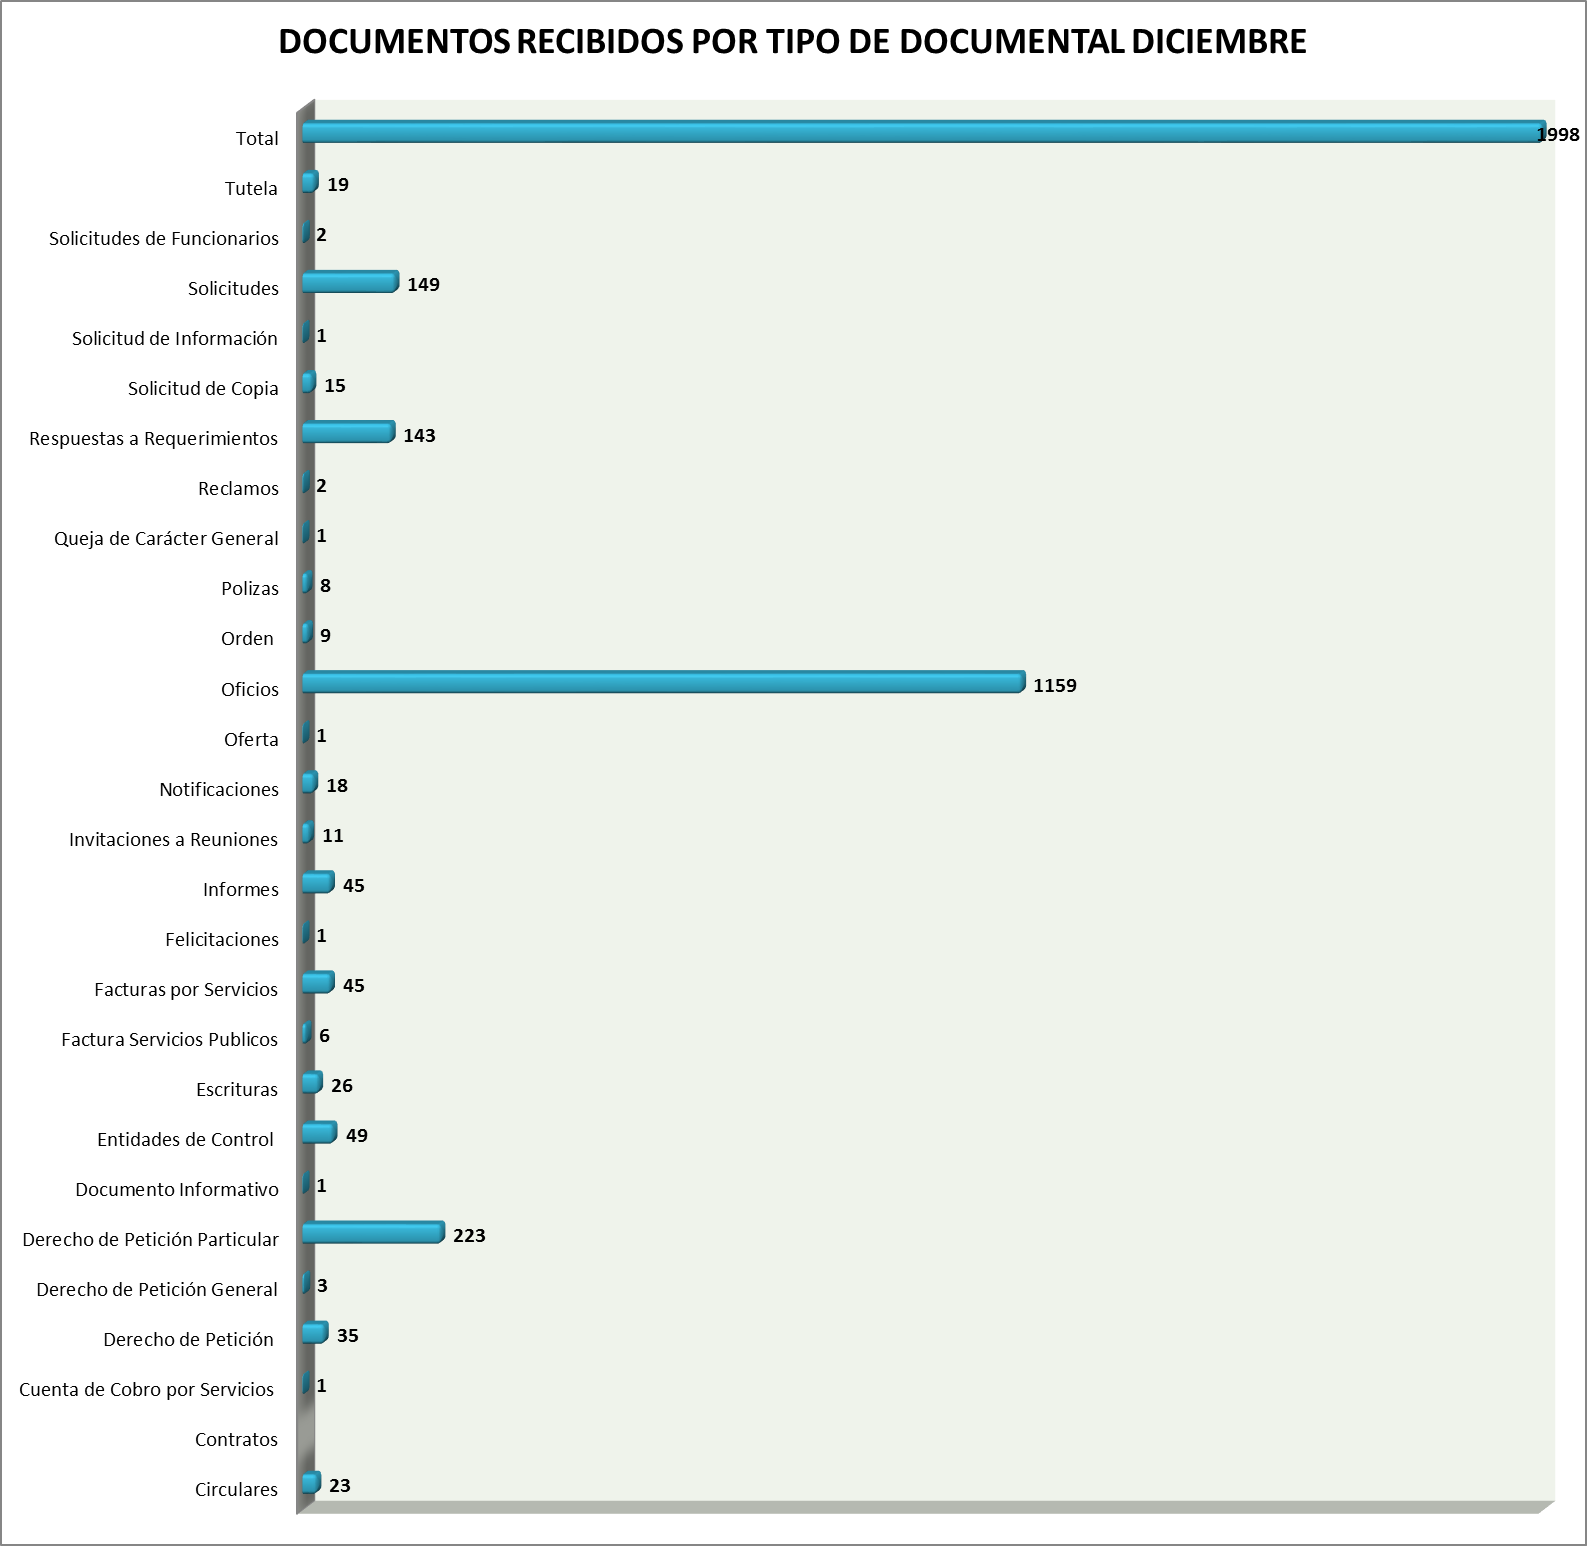 DOCUMENTOS RECIBIDOS POR TIPO DE DOCUMENTAL DICIEMBRE
Total 1998
Tutela 19
Solicitudes de Funcionarios 2
Solicitudes 149
Solicitud de Información 1
Solicitud de Copia 15
Respuestas a Requerimientos 143
Reclamos 2
Queja de Carácter General 1
Polizas 8
Orden 9
Oficios 1159
Oferta 1
Notificaciones 18
Invitaciones a Reuniones 11
Informes 45
Felicitaciones 1
Facturas por Servicios 45
Factura Servicios Publicos 6
Escrituras 26
Entidades de Control 49
Documento Informativo 1
Derecho de Petición Particular 223
Derecho de Petición General 3
Derecho de Petición 35
Cuenta de Cobro por Servicios 1
Contratos
Circulares 23